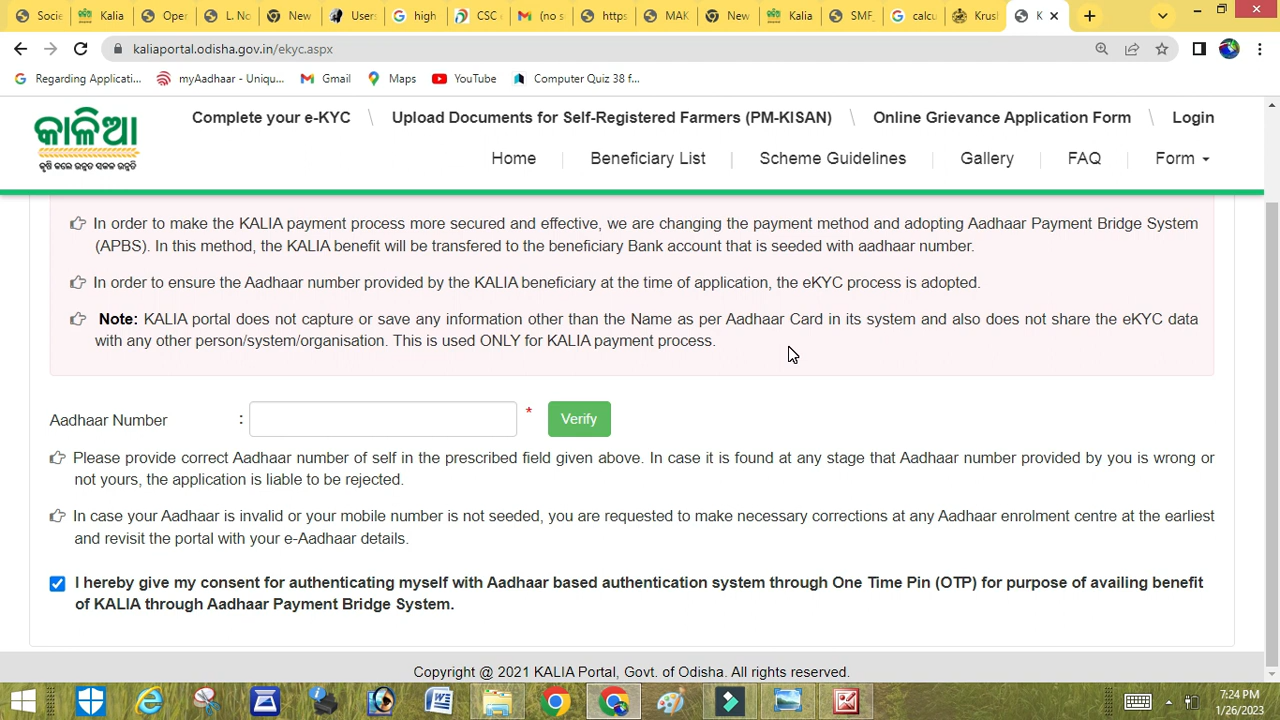 Socie
Kalia
Oper
L. No
New
Users
high
CSC
(no s
https
MAK
New
Kalia
SMF_
calcu
Krus
K
kaliaportal.odisha.gov.in/ekyc.aspx
Regarding Applicati...
myAadhaar - Uniqu...
Gmail
Maps
YouTube
Computer Quiz 38 f...
କାଳିଆ
କୃଷି କଲେ ଉନ୍ନତ ସକଳ ଉନ୍ନତ
Complete your e-KYC
Upload Documents for Self-Registered Farmers (PM-KISAN)
Online Grievance Application Form
Login
Home
Beneficiary List
Scheme Guidelines
Gallery
FAQ
Form
In order to make the KALIA payment process more secured and effective, we are changing the payment method and adopting Aadhaar Payment Bridge System
(APBS). In this method, the KALIA benefit will be transferred to the beneficiary Bank account that is seeded with aadhaar number.
In order to ensure the Aadhaar number provided by the KALIA beneficiary at the time of application, the eKYC process is adopted.
Note: KALIA portal does not capture or save any information other than the Name as per Aadhaar Card in its system and also does not share the eKYC data
with any other person/system/organisation. This is used ONLY for KALIA payment process.
Aadhaar Number : * Verify
Please provide correct Aadhaar number of self in the prescribed field given above. In case it is found at any stage that Aadhaar number provided by you is wrong or
not yours, the application is liable to be rejected.
In case your Aadhaar is invalid or your mobile number is not seeded, you are requested to make necessary corrections at any Aadhaar enrolment centre at the earliest
and revisit the portal with your e-Aadhaar details.
I hereby give my consent for authenticating myself with Aadhaar based authentication system through One Time Pin (OTP) for purpose of availing benefit
of KALIA through Aadhaar Payment Bridge System.
Copyright @ 2021 KALIA Portal, Govt. of Odisha. All rights reserved.
7:24 PM
1/26/2023